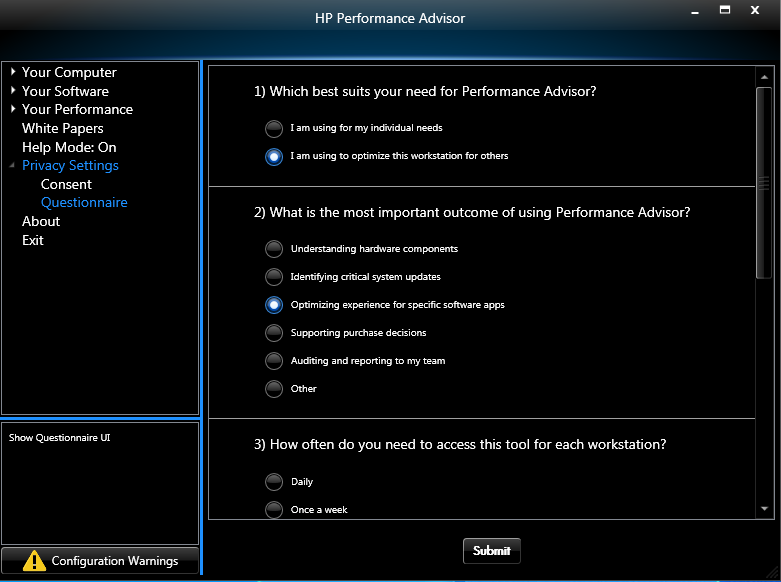 HP Performance Advisor
Your Computer
Your Software
Your Performance
White Papers
Help Mode: On
Privacy Settings
Consent
Questionnaire
About
Exit
Show Questionnaire UI
Configuration Warnings
1) Which best suits your need for Performance Advisor?
I am using for my individual needs
I am using to optimize this workstation for others
2) What is the most important outcome of using Performance Advisor?
Understanding hardware components
Identifying critical system updates
Optimizing experience for specific software apps
Supporting purchase decisions
Auditing and reporting to my team
Other
3) How often do you need to access this tool for each workstation?
Daily
Once a week
Submit